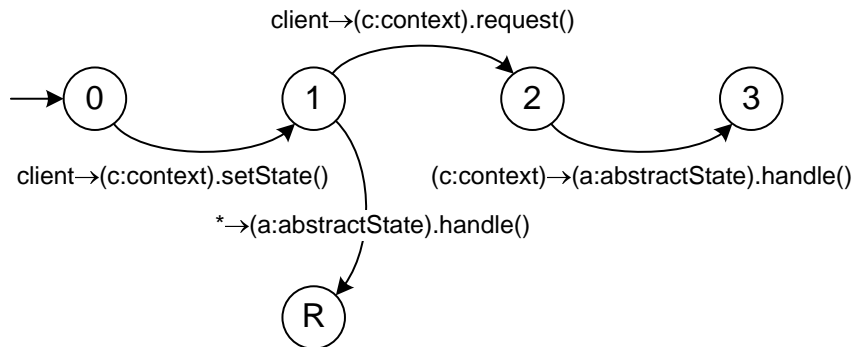 client→(c:context).request()
0
1
2
3
client→(c:context).setState()
(c:context)→(a:abstractState).handle()
*→(a:abstractState).handle()
R